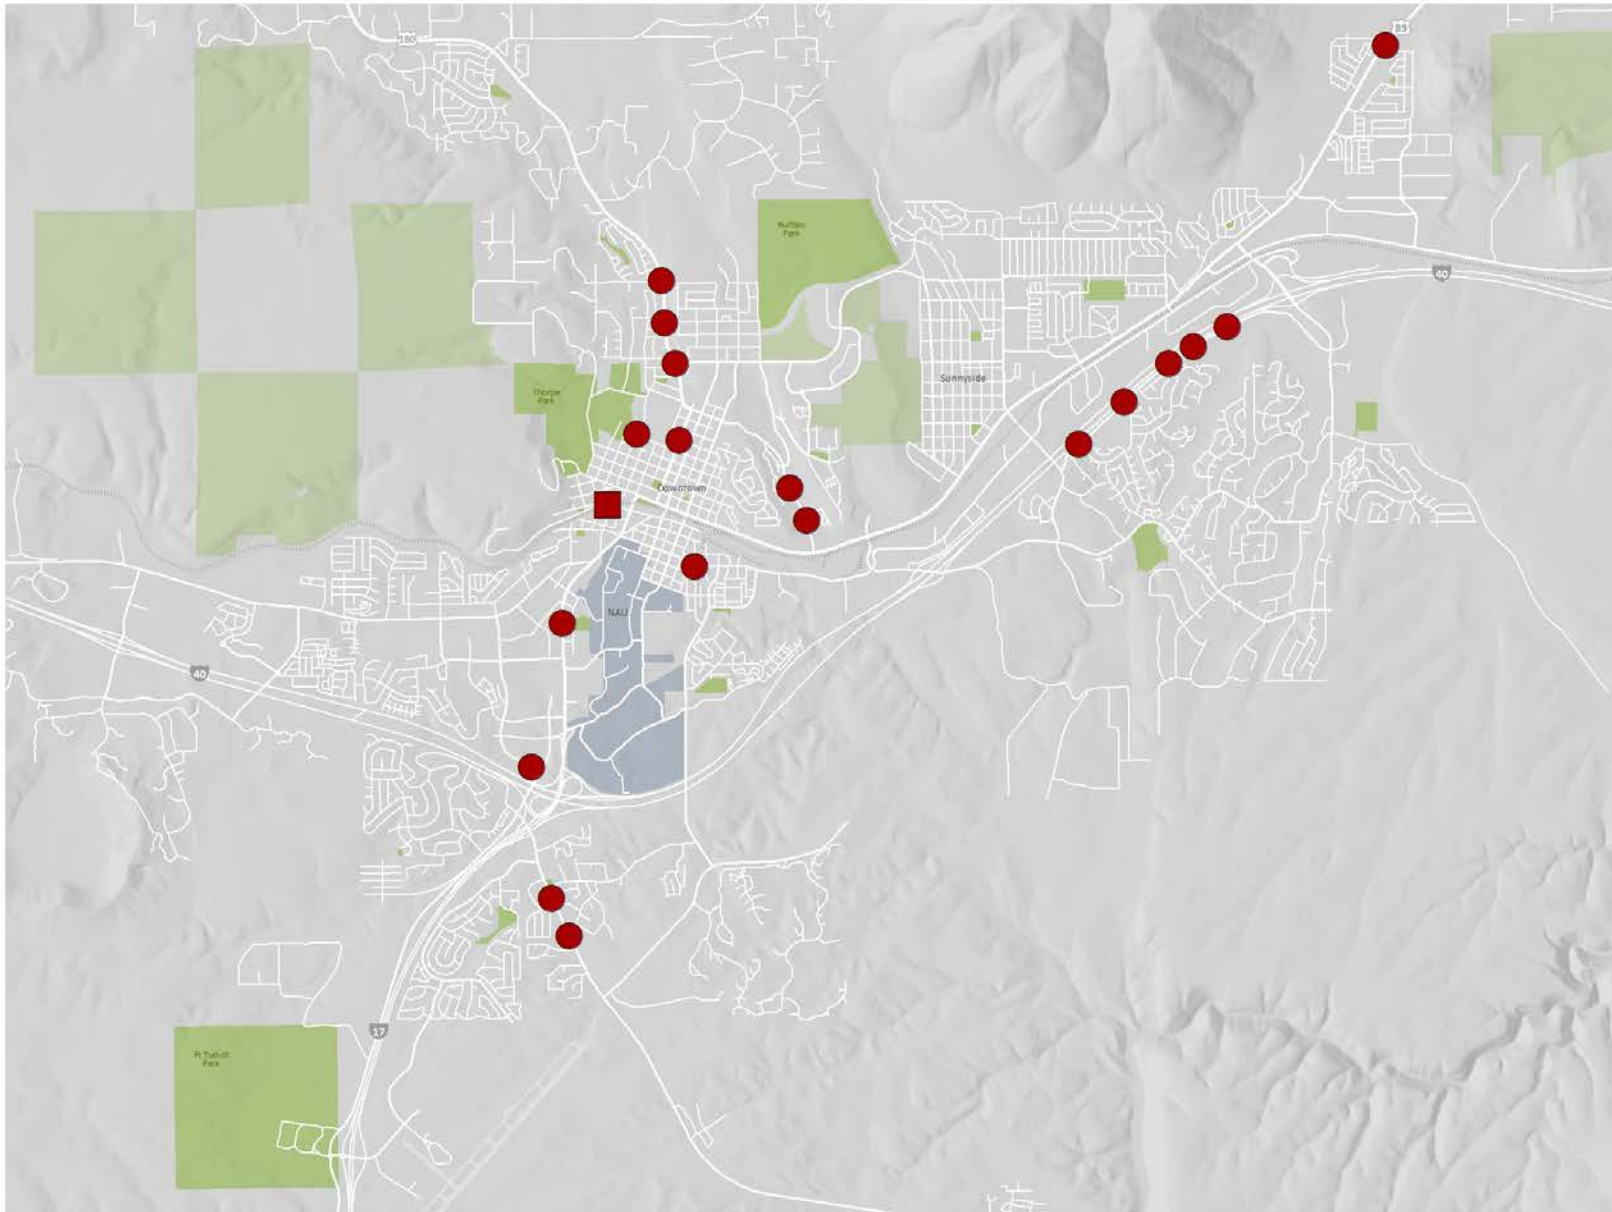 180
89
Buffalo
Park
40
Sunnyside
Thorpe
Park
Downtown
NAU
40
17
Ft Tuthill
Park